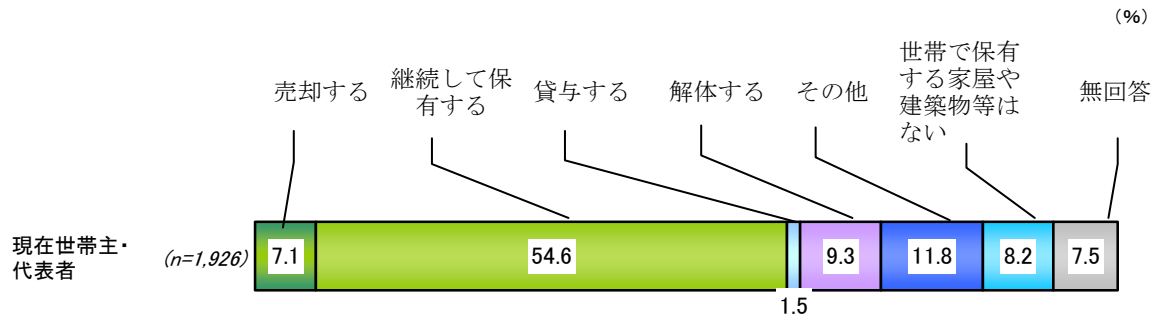 (%)
売却する
継続して保
有する
貸与する
解体する
その他
世帯で保有
する家屋や
建築物等は
ない
無回答
現在世帯主・
代表者
(n=1,926)
7.1
54.6
1.5
9.3
11.8
8.2
7.5